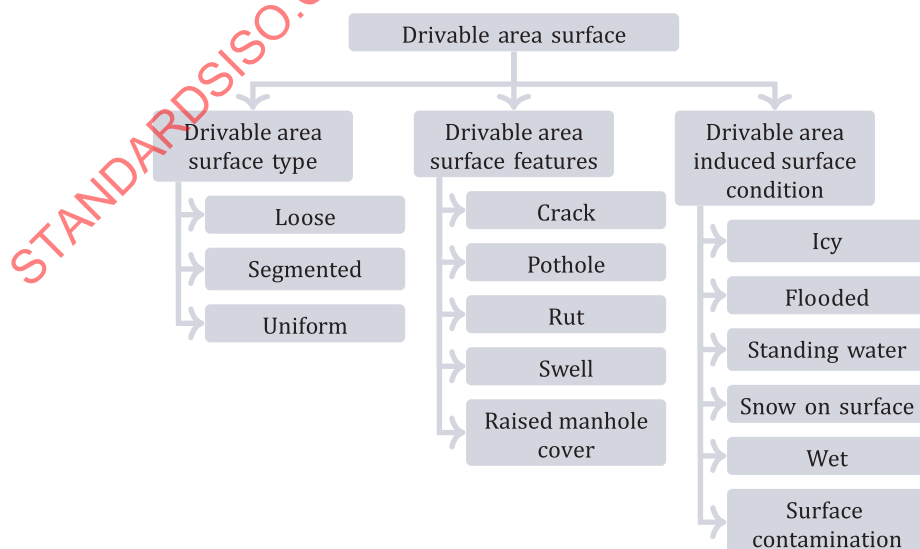 Drivable area surface
Drivable area
surface type
Loose
Segmented
Uniform
Drivable area
surface features
Crack
Pothole
Rut
Swell
Raised manhole
cover
Drivable area
induced surface
condition
Icy
Flooded
Standing water
Snow on surface
Wet
Surface
contamination
STANDARDSISO.